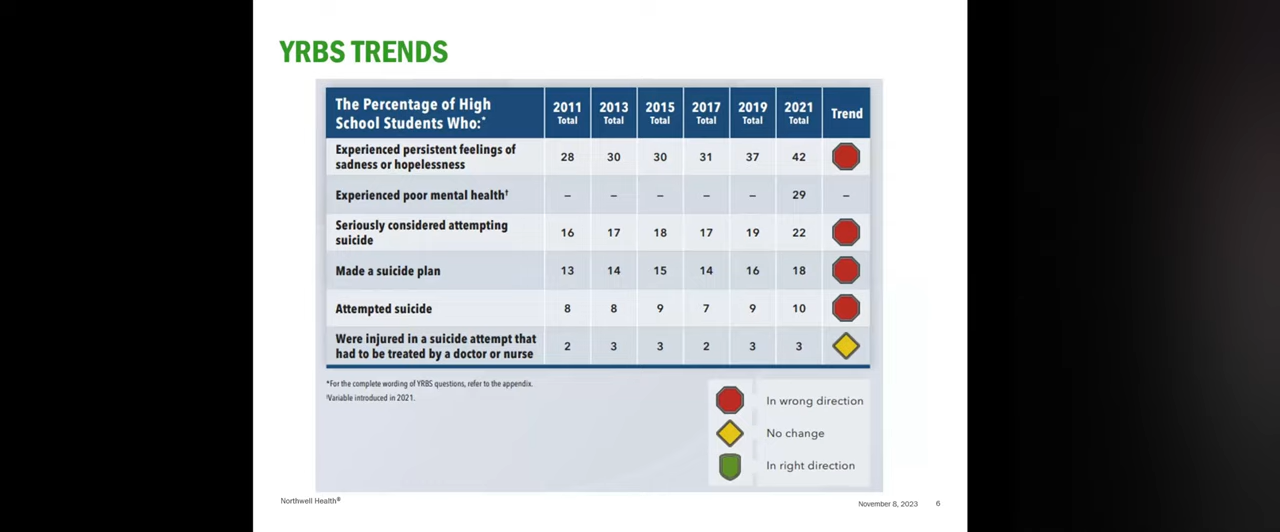 YRBS TRENDS
The Percentage of High School Students Who:* 2011 Total 2013 Total 2015 Total 2017 Total 2019 Total 2021 Total Trend
Experienced persistent feelings of sadness or hopelessness 28 30 30 31 37 42
Experienced poor mental health† – – – – – 29 –
Seriously considered attempting suicide 16 17 18 17 19 22
Made a suicide plan 13 14 15 14 16 18
Attempted suicide 8 8 9 7 9 10
Were injured in a suicide attempt that had to be treated by a doctor or nurse 2 3 3 2 3 3
*For the complete wording of YRBS questions, refer to the appendix.
†Variable introduced in 2021.
In wrong direction
No change
In right direction
Northwell Health®
November 8, 2023 6